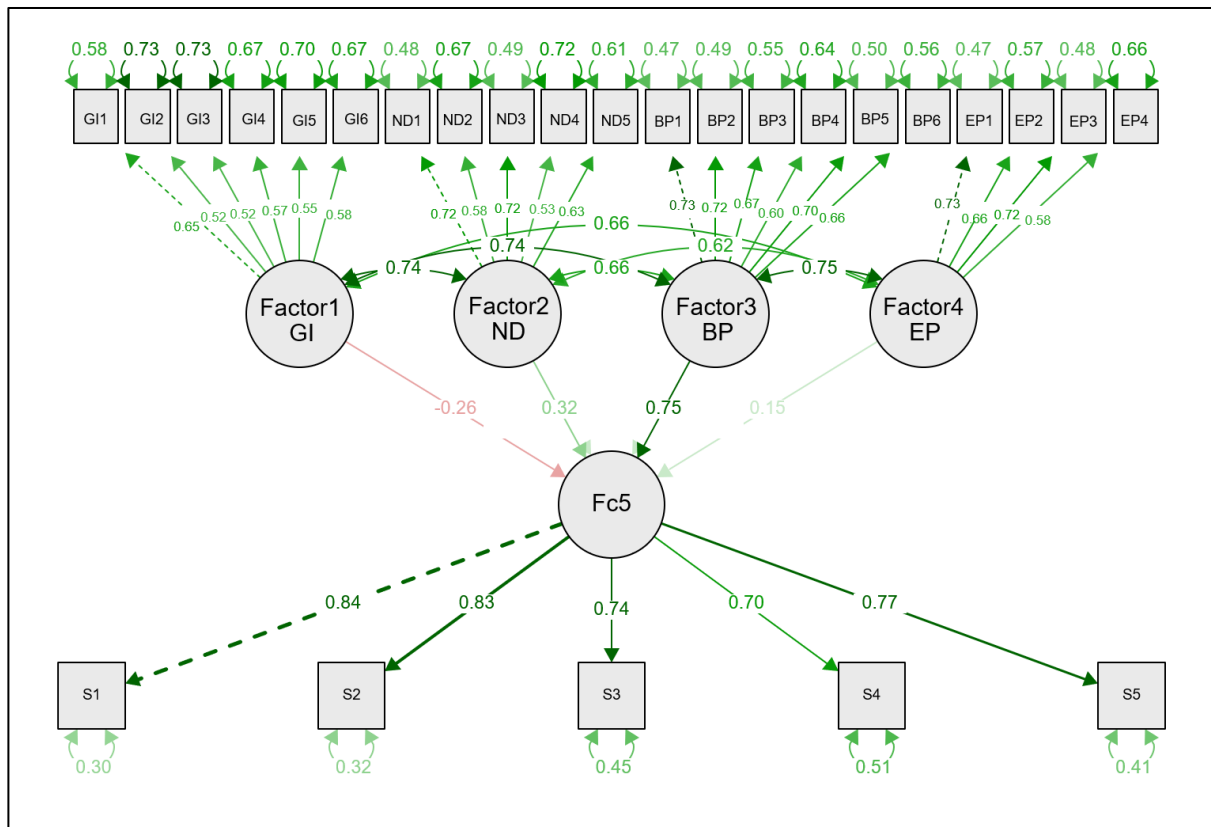 0.58 0.73 0.73 0.67 0.70 0.67 0.48 0.67 0.49 0.72 0.61 0.47 0.49 0.55 0.64 0.50 0.56 0.47 0.57 0.48 0.66
GI1 GI2 GI3 GI4 GI5 GI6 ND1 ND2 ND3 ND4 ND5 BP1 BP2 BP3 BP4 BP5 BP6 EP1 EP2 EP3 EP4
0.65 0.52 0.52 0.57 0.55 0.58 0.72 0.58 0.72 0.53 0.63 0.73 0.72 0.67 0.60 0.70 0.66 0.73 0.66 0.72 0.58
0.66
0.74 0.62
0.74 0.66 0.75
Factor1 Factor2 Factor3 Factor4
GI ND BP EP
-0.26 0.32 0.75 0.15
Fc5
0.84 0.83 0.74 0.70 0.77
S1 S2 S3 S4 S5
0.30 0.32 0.45 0.51 0.41